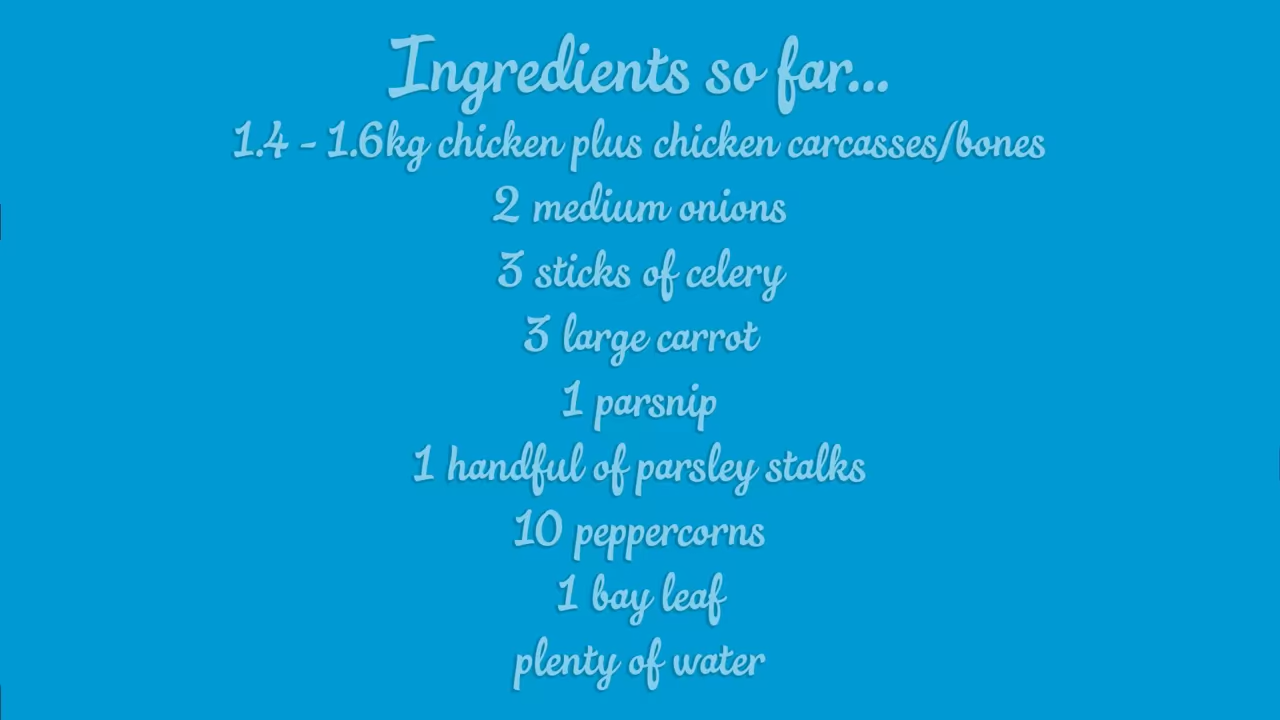 Ingredients so far...
1.4 - 1.6kg chicken plus chicken carcasses/bones
2 medium onions
3 sticks of celery
3 large carrot
1 parsnip
1 handful of parsley stalks
10 peppercorns
1 bay leaf
plenty of water